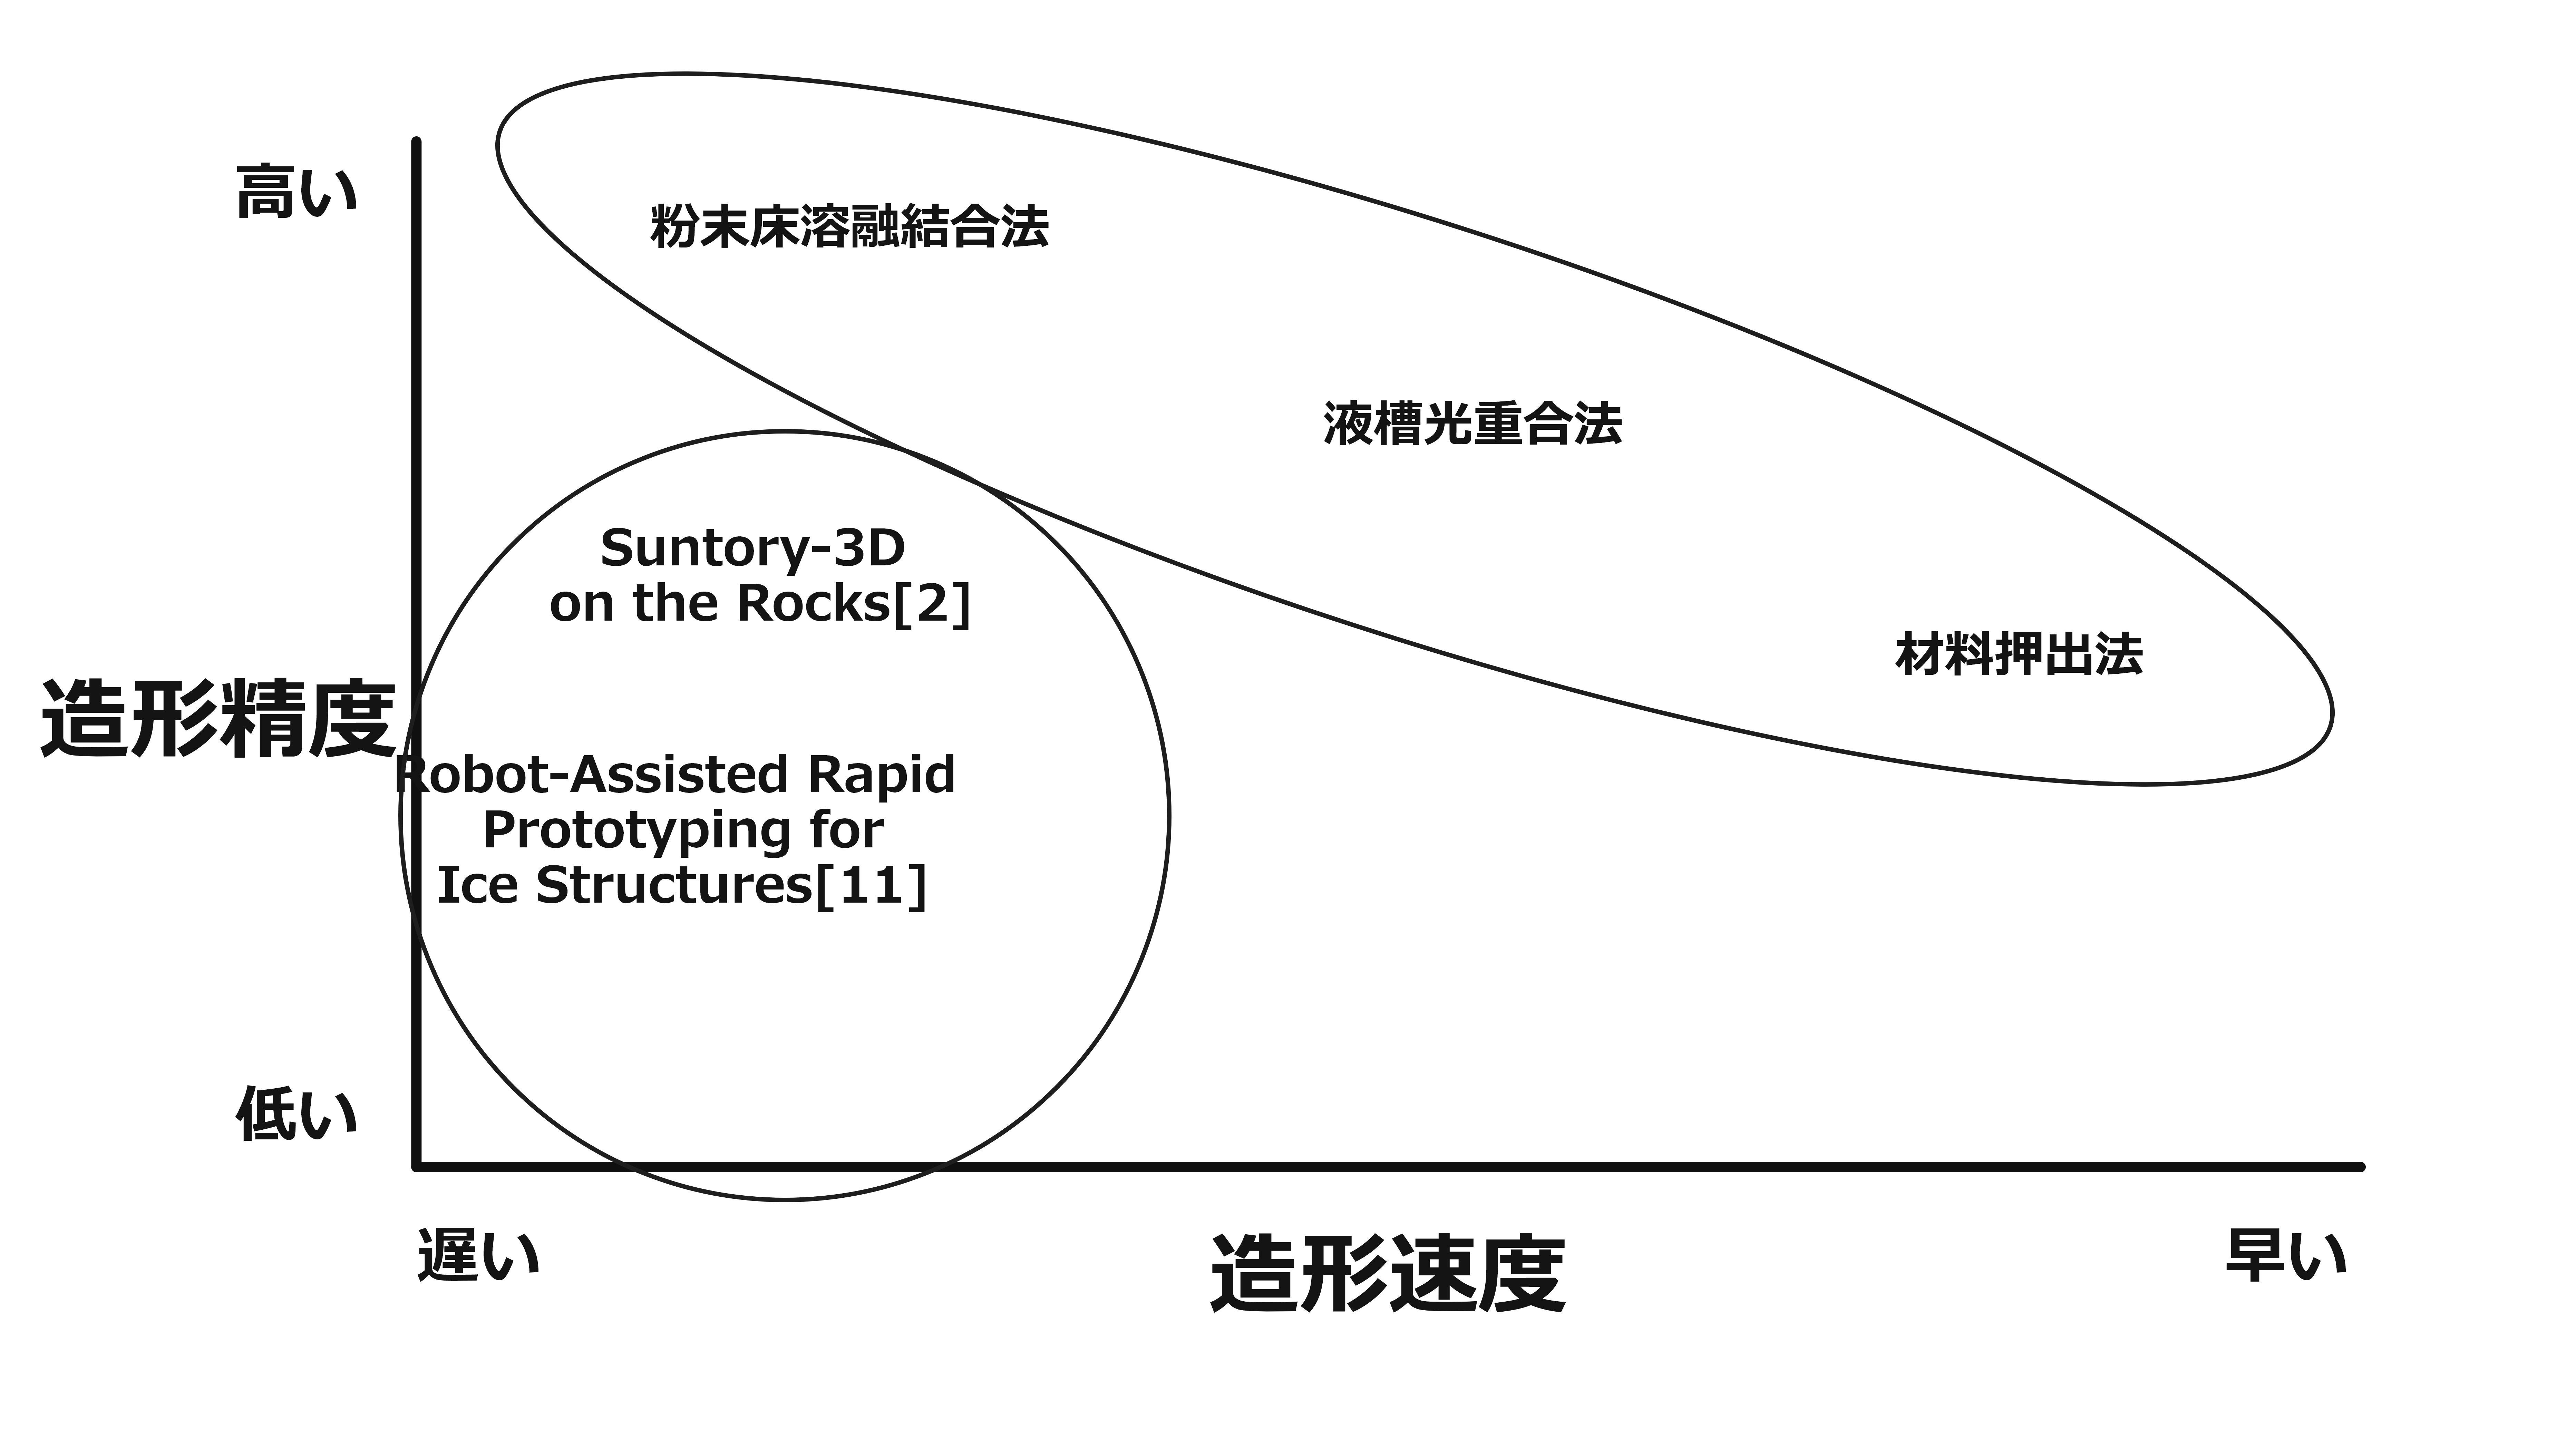 高い
粉末床溶融結合法
液槽光重合法
Suntory-3D
on the Rocks[2]
材料押出法
造形精度
Robot-Assisted Rapid
Prototyping for
Ice Structures[11]
低い
遅い
造形速度
早い